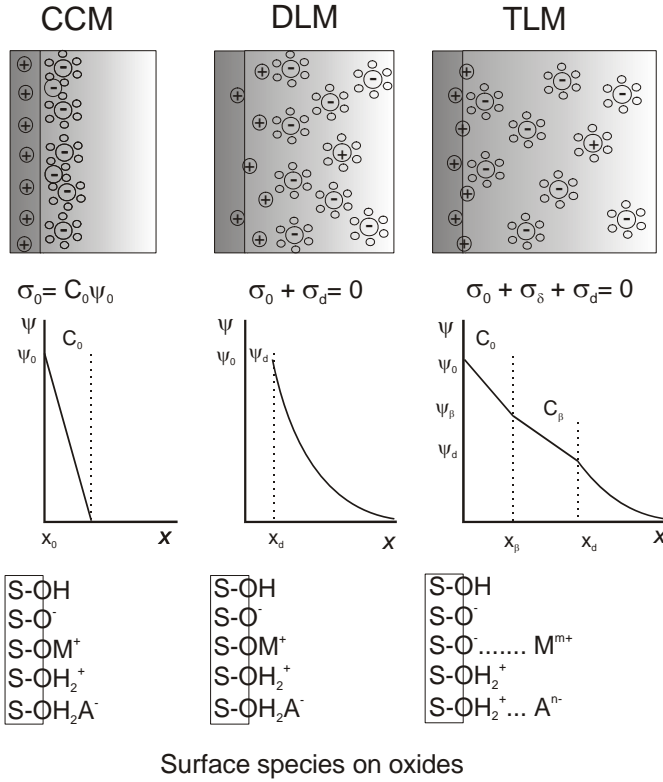 CCM DLM TLM
σ₀= C₀ψ₀ σ₀ + σd= 0 σ₀ + σδ + σd= 0
ψ C₀ ψ₀ x₀ x
ψ ψ₀ ψd xd x
ψ C₀ ψ₀ ψβ Cβ ψd xβ xd x
S-OH S-OH S-OH
S-O⁻ S-O⁻ S-O⁻
S-OM⁺ S-OM⁺ S-O⁻....... Mᵐ⁺
S-OH₂⁺ S-OH₂⁺ S-OH₂⁺
S-OH₂A⁻ S-OH₂A⁻ S-OH₂⁺... Aⁿ⁻
Surface species on oxides